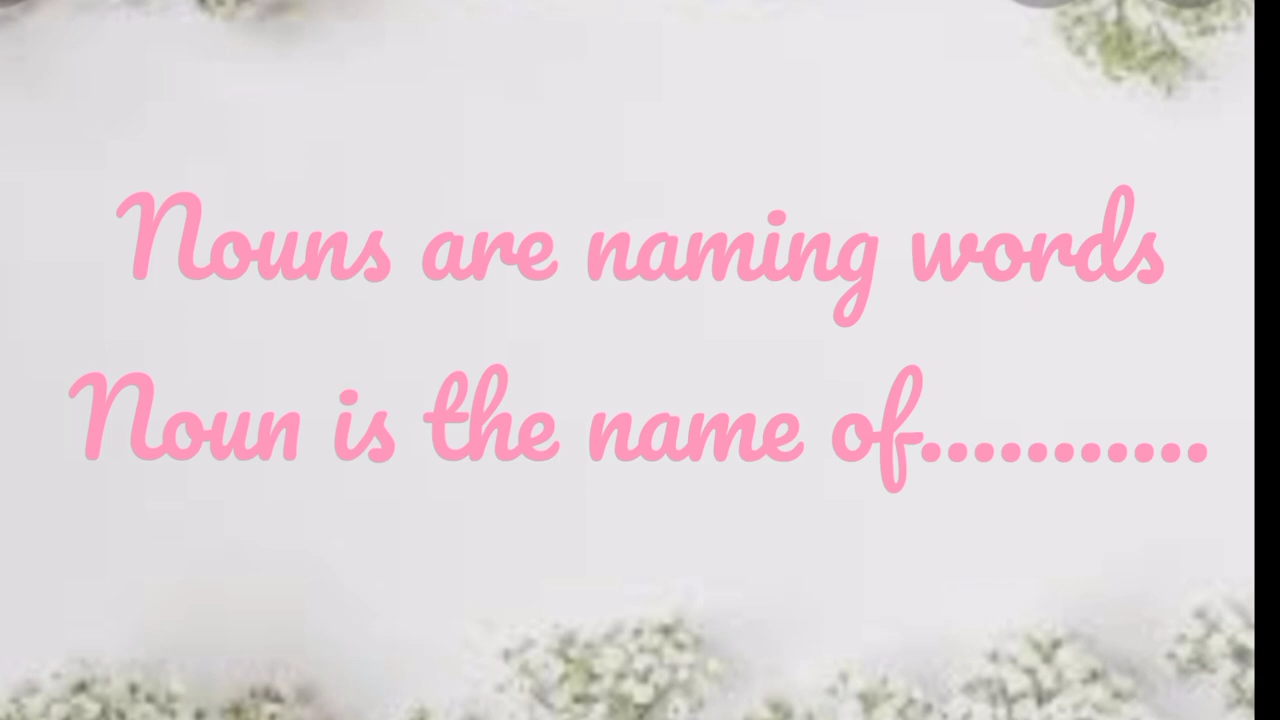 Nouns are naming words
Noun is the name of...........